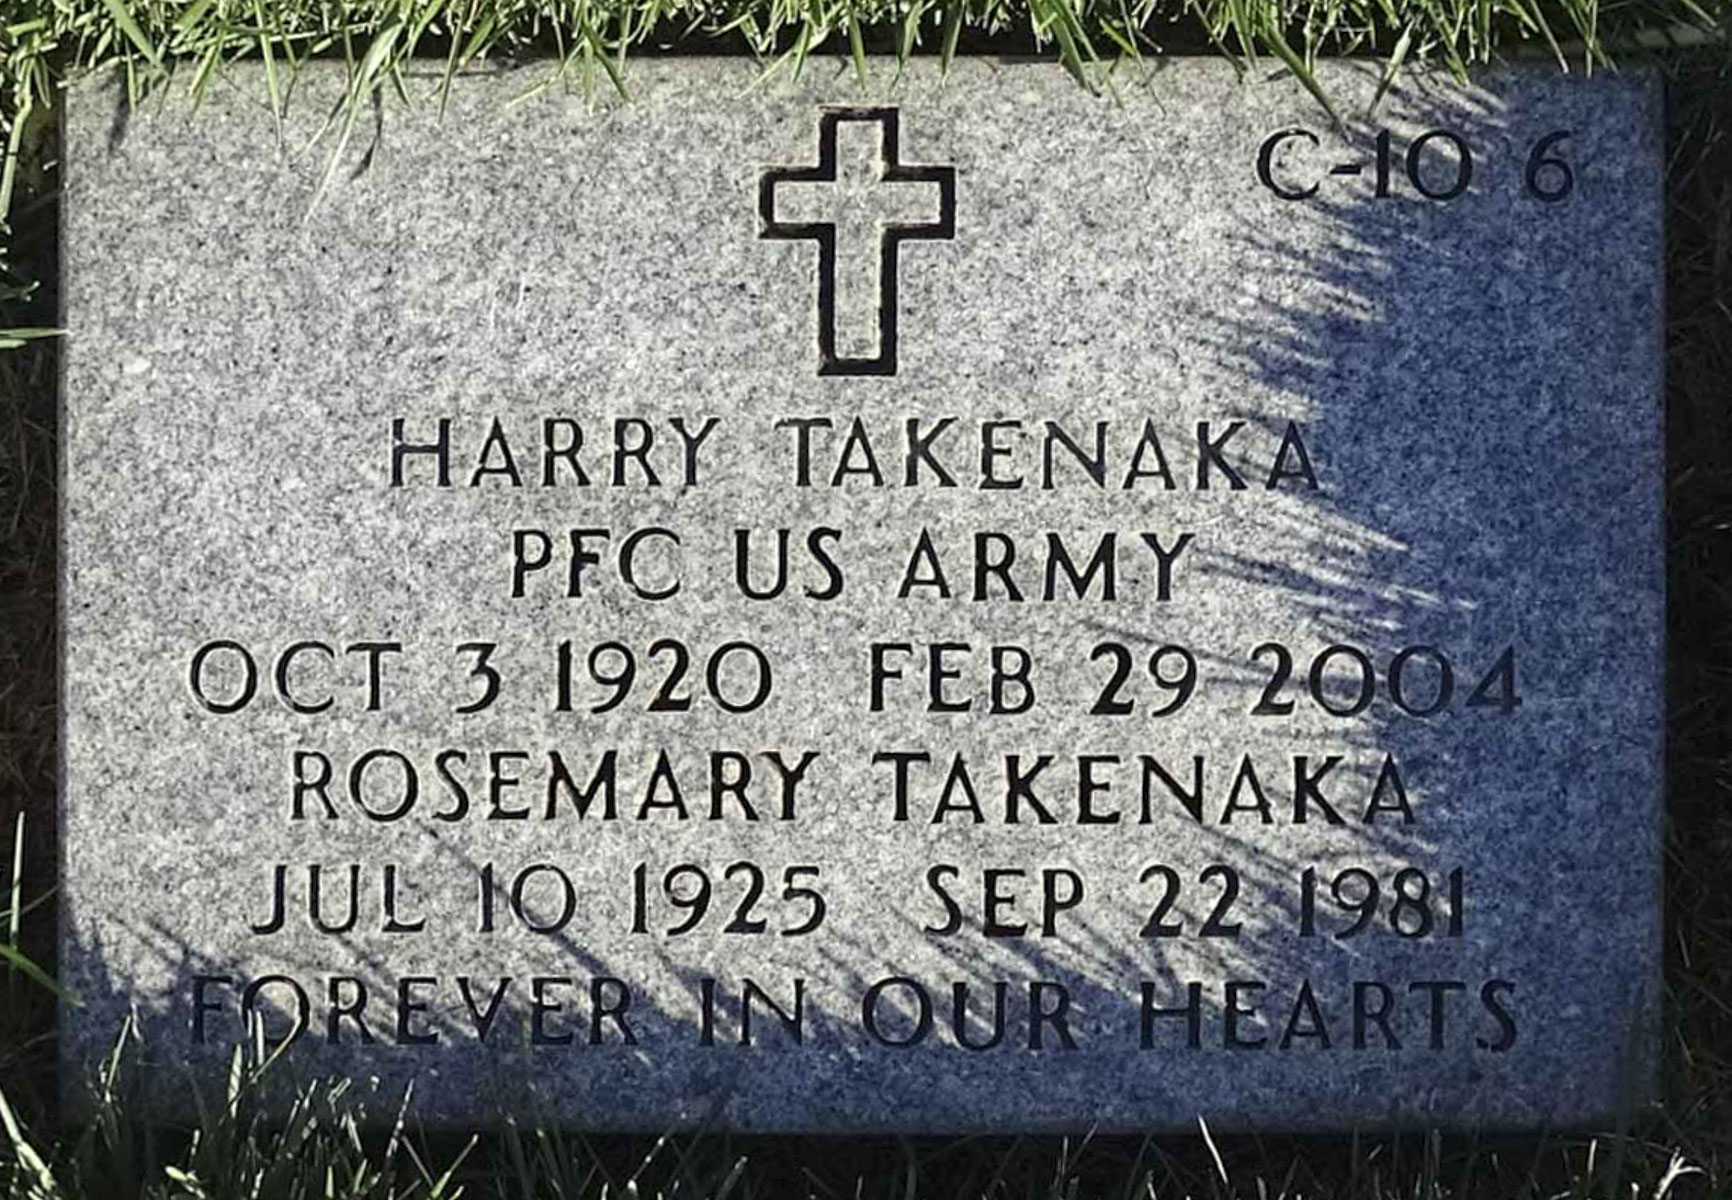 C-10 6
HARRY TAKENAKA
PFC US ARMY
OCT 3 1920 FEB 29 2004
ROSEMARY TAKENAKA
JUL 10 1925 SEP 22 1981
FOREVER IN OUR HEARTS